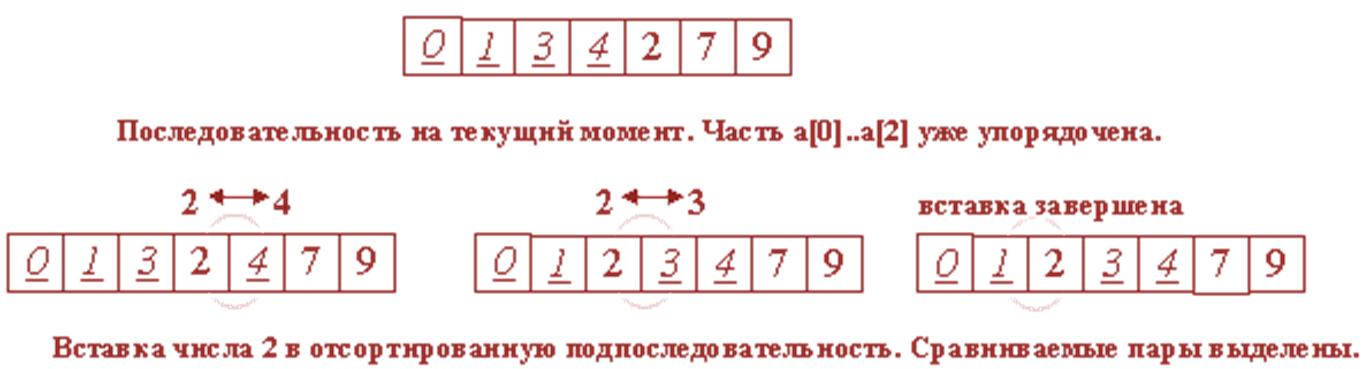 0 1 3 4 2 7 9
Последовательность на текущий момент. Часть a[0]..a[2] уже упорядочена.
2 4 2 3 вставка завершена
0 1 3 2 4 7 9 0 1 2 3 4 7 9 0 1 2 3 4 7 9
Вставка числа 2 в отсортированную подпоследовательность. Сравниваемые пары выделены.